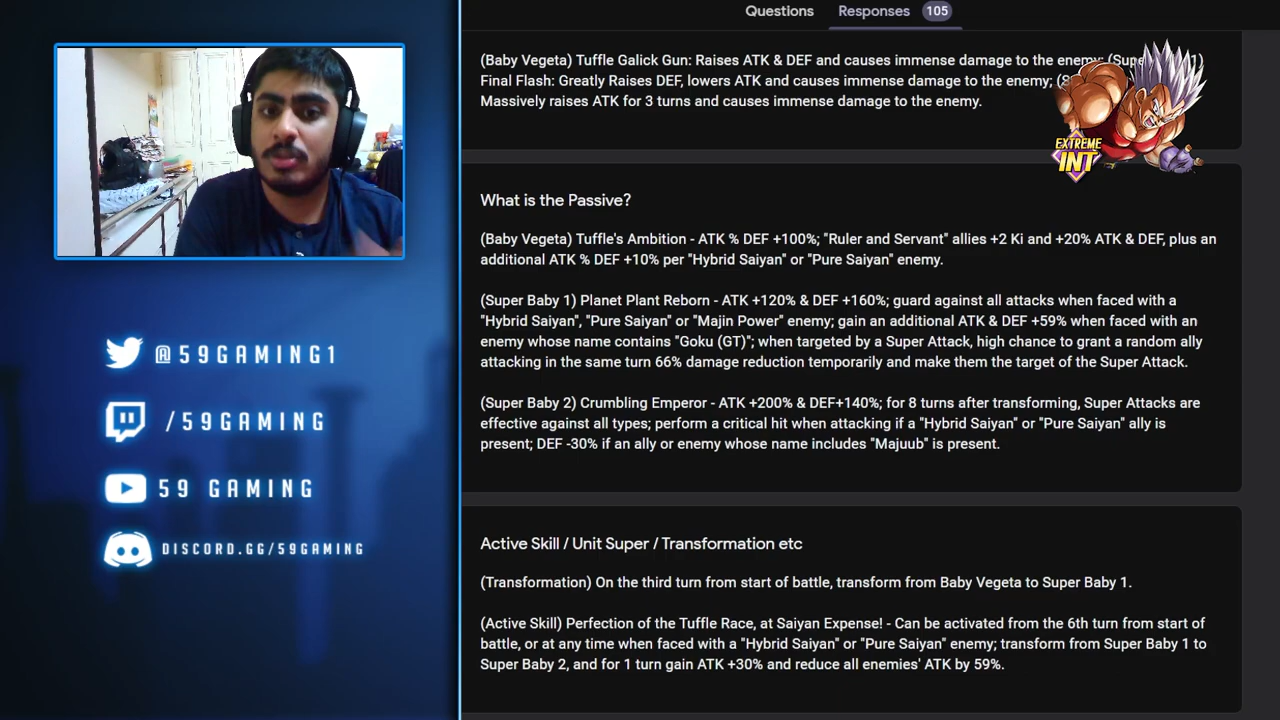 Questions
Responses 105
(Baby Vegeta) Tuffle Galick Gun: Raises ATK & DEF and causes immense damage to the enemy; (Super
Final Flash: Greatly Raises DEF, lowers ATK and causes immense damage to the enemy;
Massively raises ATK for 3 turns and causes immense damage to the enemy.
EXTREME
INT
What is the Passive?
(Baby Vegeta) Tuffle's Ambition - ATK % DEF +100%; "Ruler and Servant" allies +2 Ki and +20% ATK & DEF, plus an
additional ATK % DEF +10% per "Hybrid Saiyan" or "Pure Saiyan" enemy.
(Super Baby 1) Planet Plant Reborn - ATK +120% & DEF +160%; guard against all attacks when faced with a
"Hybrid Saiyan", "Pure Saiyan" or "Majin Power" enemy; gain an additional ATK & DEF +59% when faced with an
enemy whose name contains "Goku (GT)"; when targeted by a Super Attack, high chance to grant a random ally
attacking in the same turn 66% damage reduction temporarily and make them the target of the Super Attack.
(Super Baby 2) Crumbling Emperor - ATK +200% & DEF+140%; for 8 turns after transforming, Super Attacks are
effective against all types; perform a critical hit when attacking if a "Hybrid Saiyan" or "Pure Saiyan" ally is
present; DEF -30% if an ally or enemy whose name includes "Majuub" is present.
Active Skill / Unit Super / Transformation etc
(Transformation) On the third turn from start of battle, transform from Baby Vegeta to Super Baby 1.
(Active Skill) Perfection of the Tuffle Race, at Saiyan Expense! - Can be activated from the 6th turn from start of
battle, or at any time when faced with a "Hybrid Saiyan" or "Pure Saiyan" enemy; transform from Super Baby 1 to
Super Baby 2, and for 1 turn gain ATK +30% and reduce all enemies' ATK by 59%.
@59GAMING1
/59GAMING
59 GAMING
DISCORD.GG/59GAMING